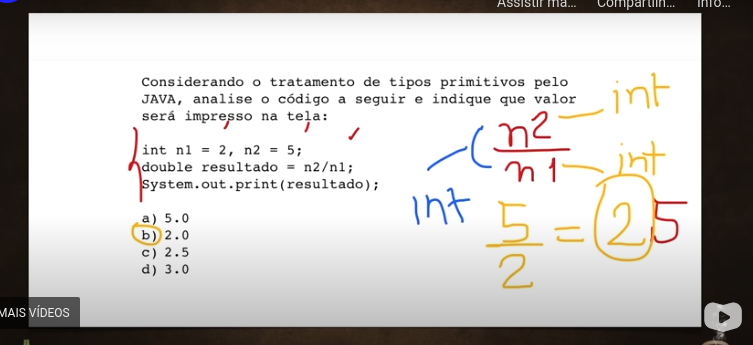 Assistir ma... Compartilh... Info...
Considerando o tratamento de tipos primitivos pelo
JAVA, analise o código a seguir e indique que valor
será impresso na tela:
int n1 = 2, n2 = 5;
double resultado = n2/n1;
System.out.print(resultado);
a) 5.0
b) 2.0
c) 2.5
d) 3.0
int
( n2
n1
int
int
5
2
= 2,5
MAIS VÍDEOS